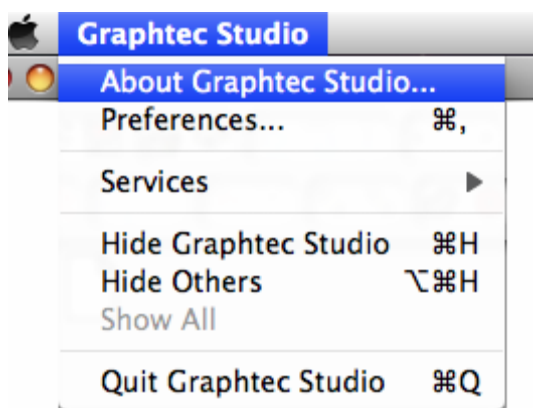 Graphtec Studio
About Graphtec Studio...
Preferences... ⌘,
Services ▶
Hide Graphtec Studio ⌘H
Hide Others ⌥⌘H
Show All
Quit Graphtec Studio ⌘Q